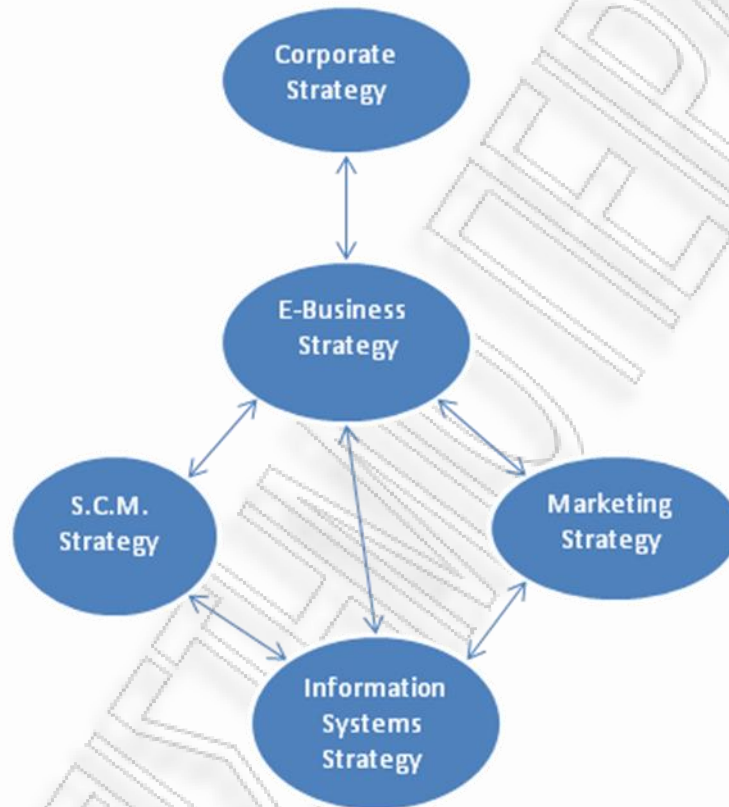 Corporate
Strategy
E-Business
Strategy
S.C.M.
Strategy
Marketing
Strategy
Information
Systems
Strategy